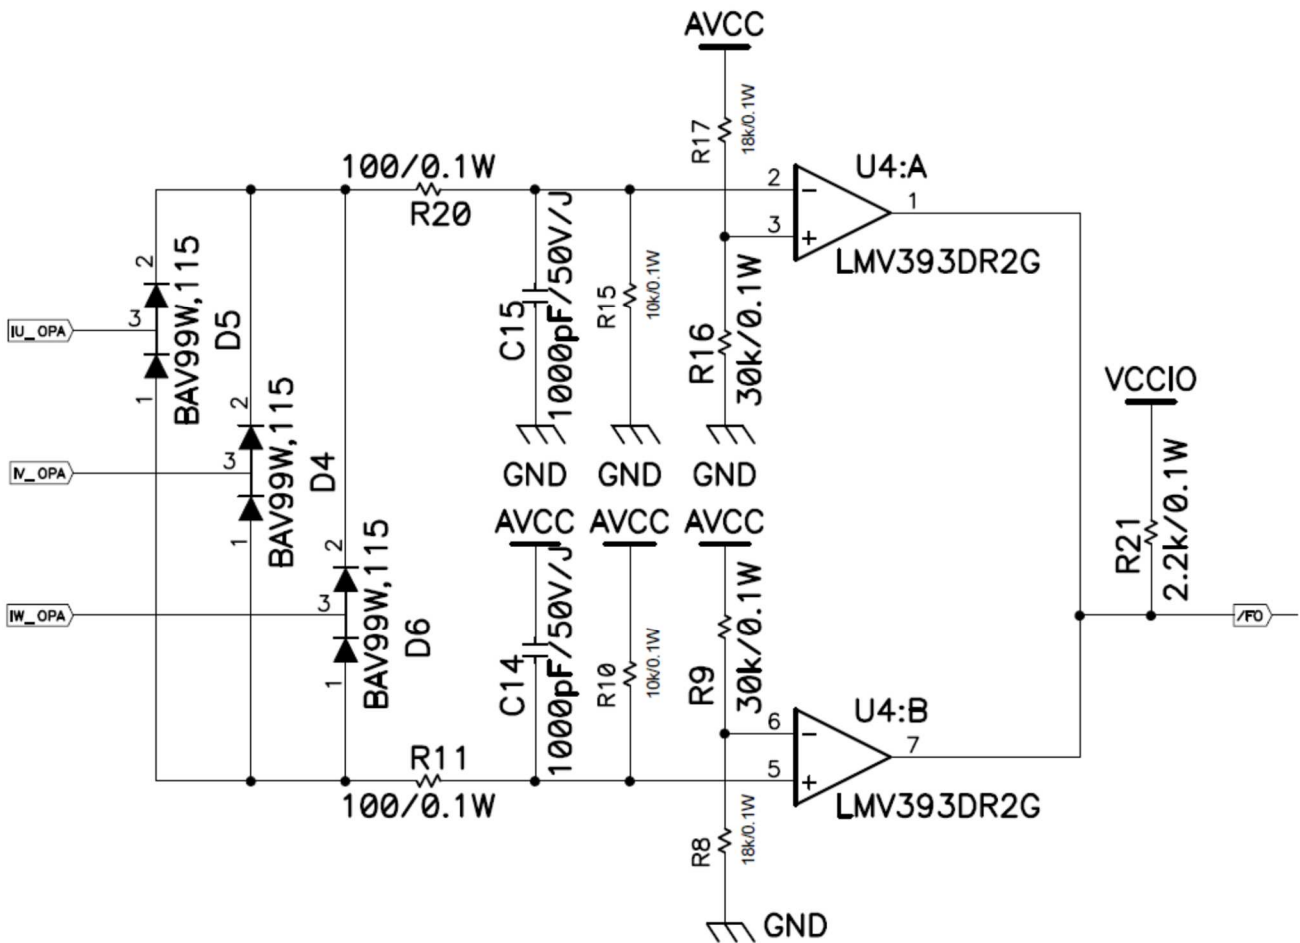 AVCC
R17
18k/0.1W
100/0.1W
R20
2
3
1
U4:A
LMV393DR2G
2
3
1
BAV99W,115
D5
IU_OPA
C15
1000pF/50V/J
R15
10k/0.1W
R16
30k/0.1W
GND
GND
GND
VCCIO
R21
2.2k/0.1W
2
3
1
BAV99W,115
D4
IV_OPA
AVCC
AVCC
AVCC
2
3
1
BAV99W,115
D6
IW_OPA
C14
1000pF/50V/J
R10
10k/0.1W
R9
30k/0.1W
/FO
U4:B
6
5
7
LMV393DR2G
R11
100/0.1W
R8
18k/0.1W
GND